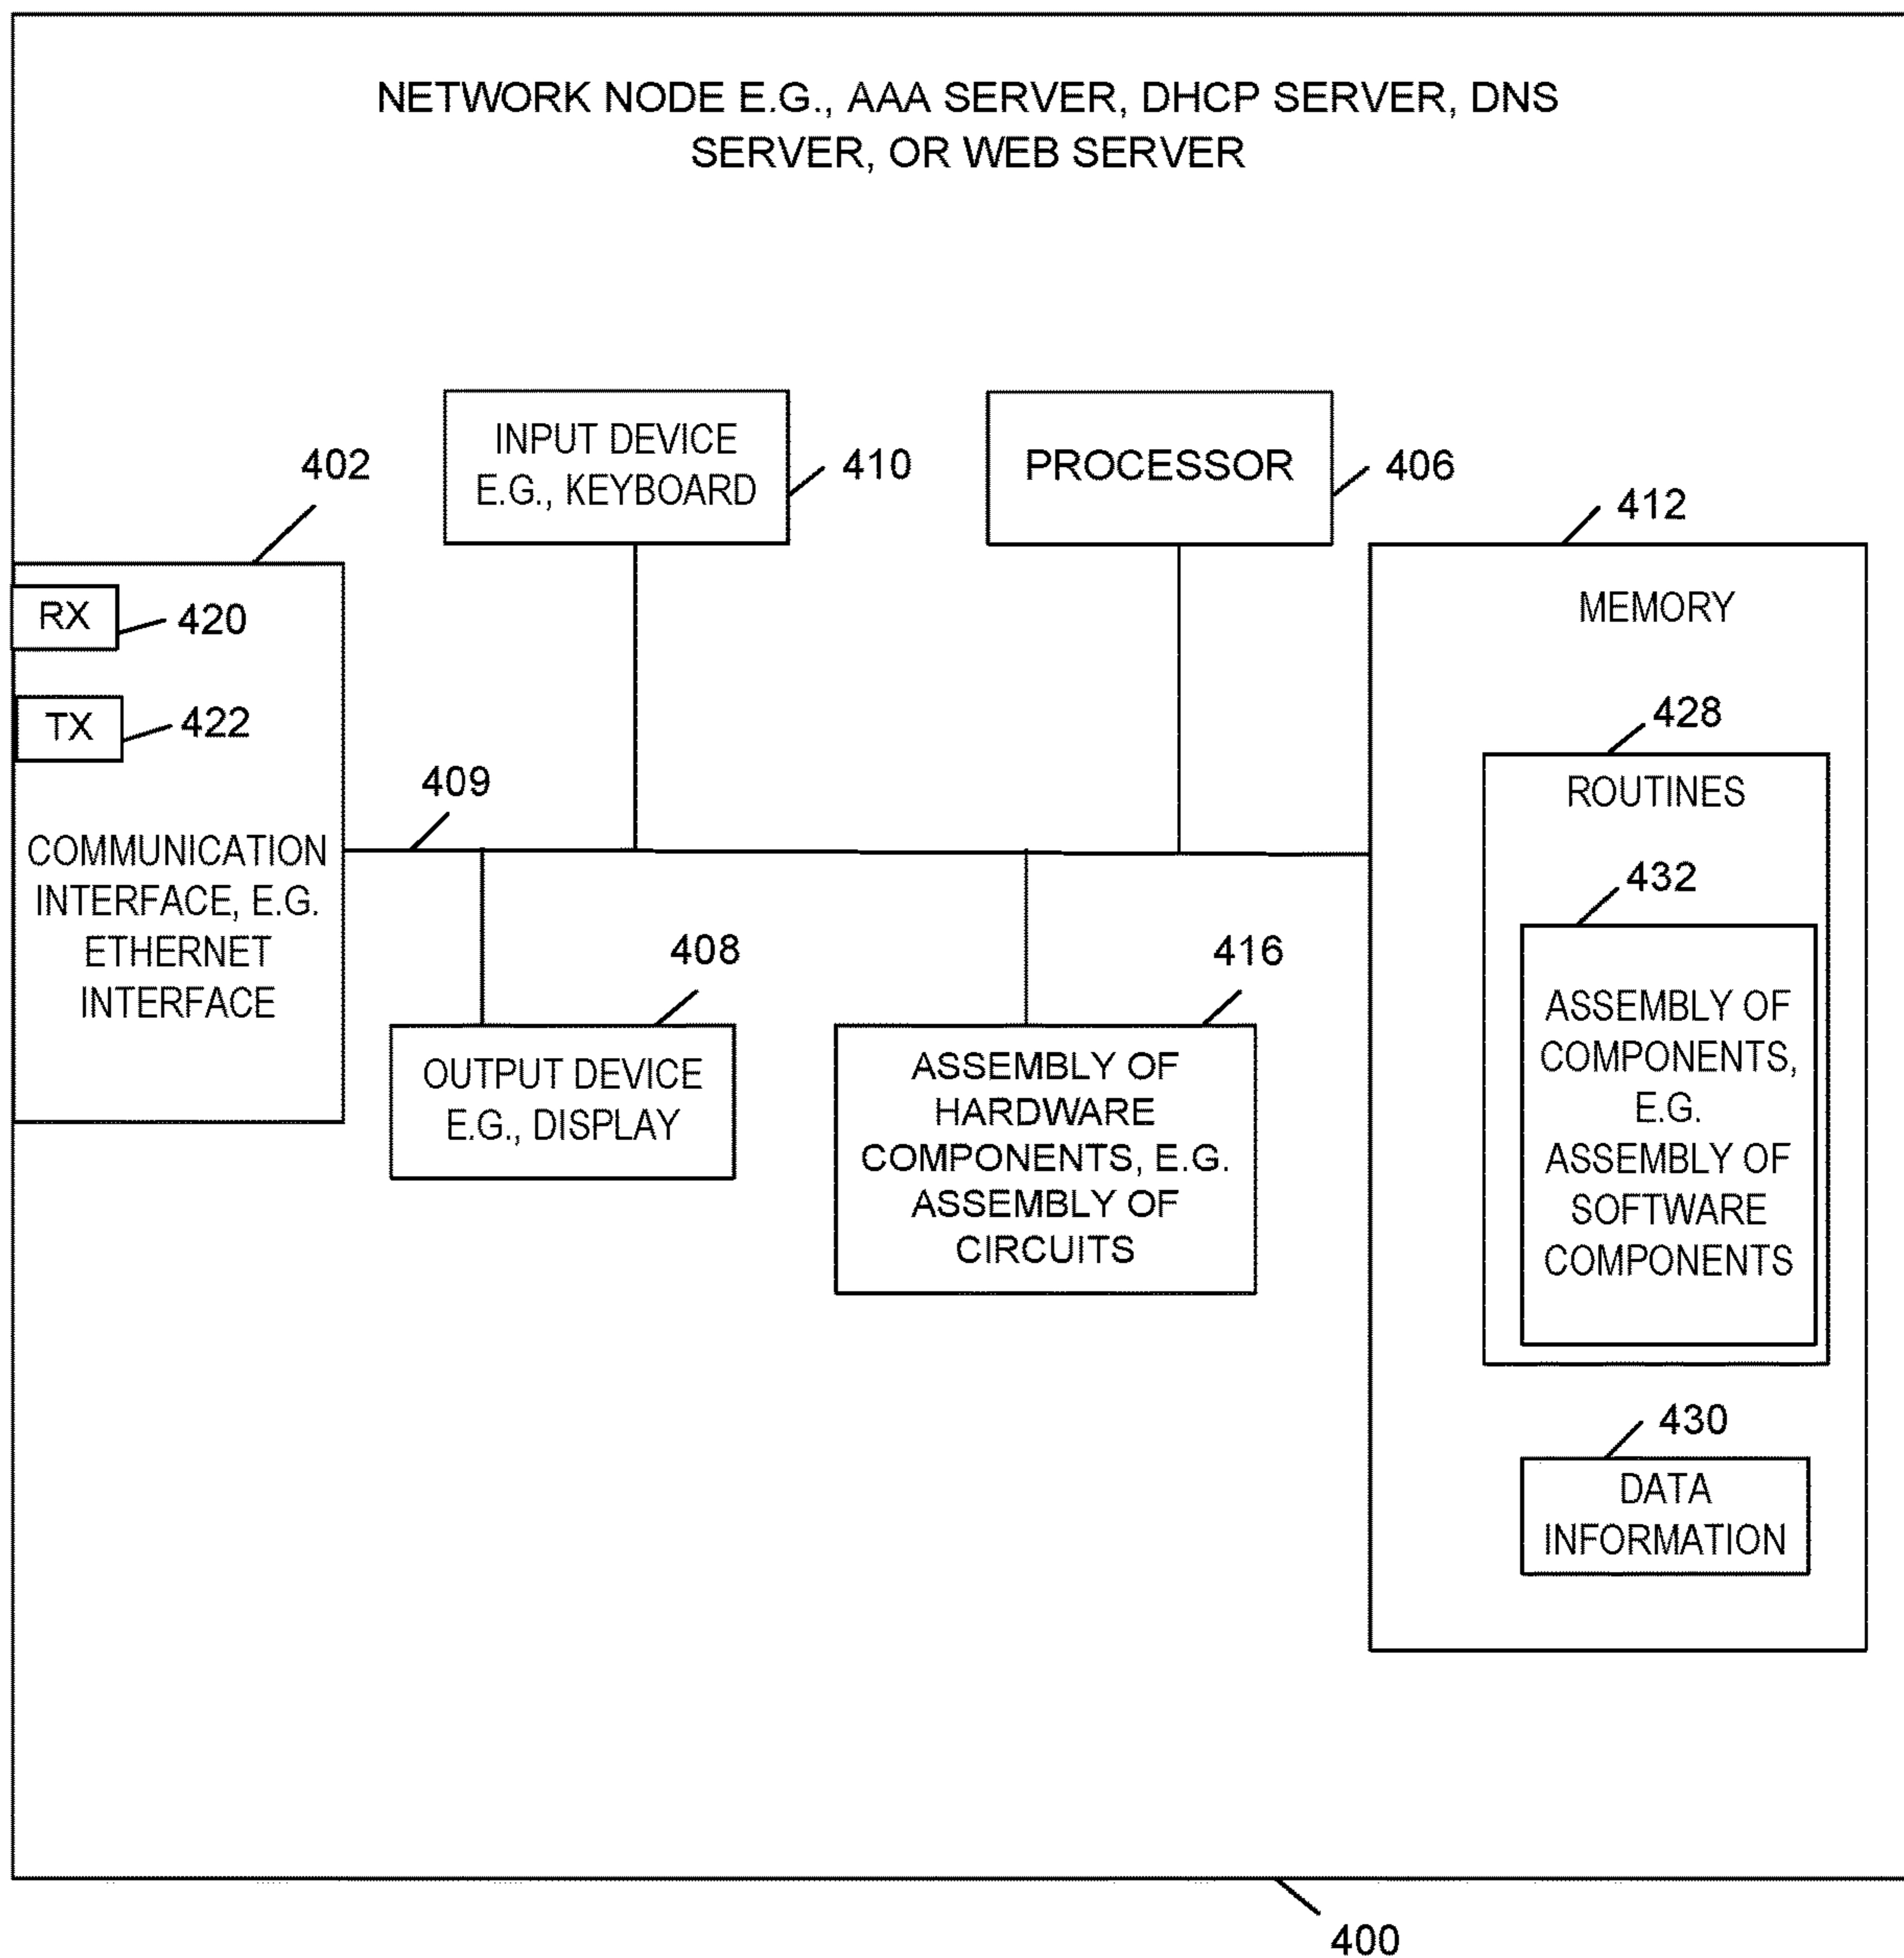 NETWORK NODE E.G., AAA SERVER, DHCP SERVER, DNS
SERVER, OR WEB SERVER
402
INPUT DEVICE
E.G., KEYBOARD
410
PROCESSOR
406
412
RX
420
TX
422
COMMUNICATION
INTERFACE, E.G.
ETHERNET
INTERFACE
409
408
OUTPUT DEVICE
E.G., DISPLAY
416
ASSEMBLY OF
HARDWARE
COMPONENTS, E.G.
ASSEMBLY OF
CIRCUITS
MEMORY
428
ROUTINES
432
ASSEMBLY OF
COMPONENTS,
E.G.
ASSEMBLY OF
SOFTWARE
COMPONENTS
430
DATA
INFORMATION
400